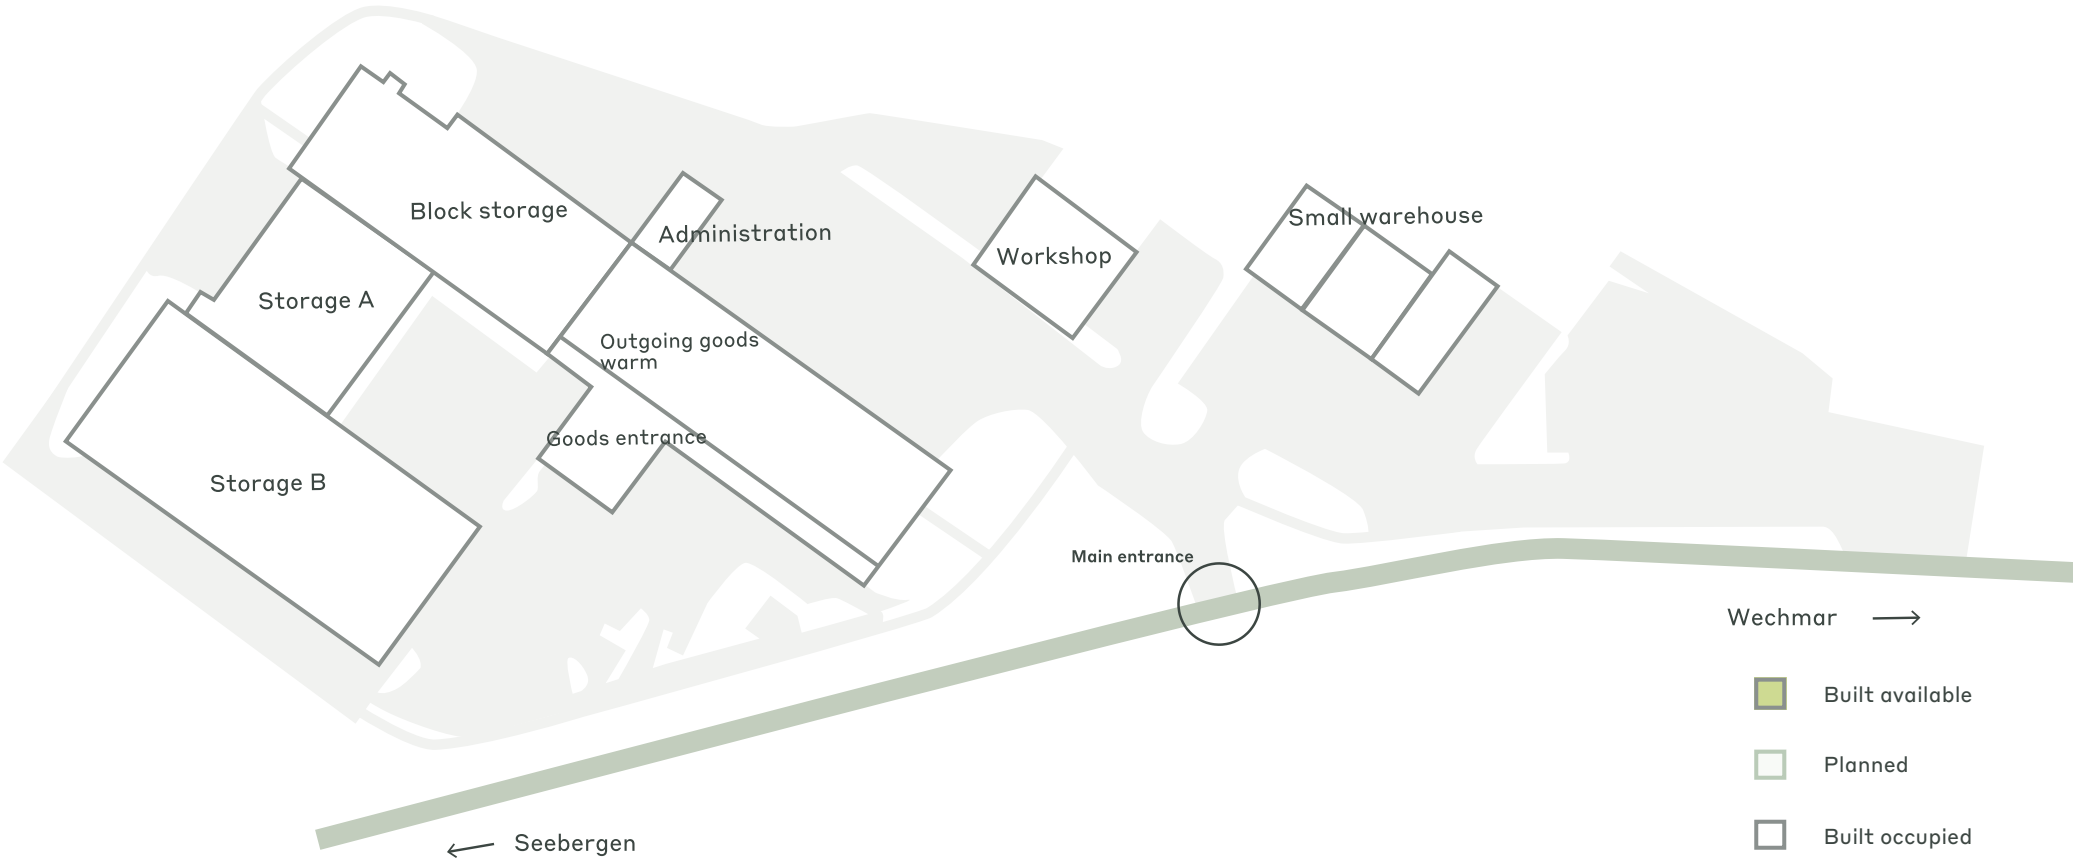 Block storage
Administration
Small warehouse
Workshop
Storage A
Outgoing goods
warm
Goods entrance
Storage B
Main entrance
Wechmar
Built available
Planned
Built occupied
Seebergen